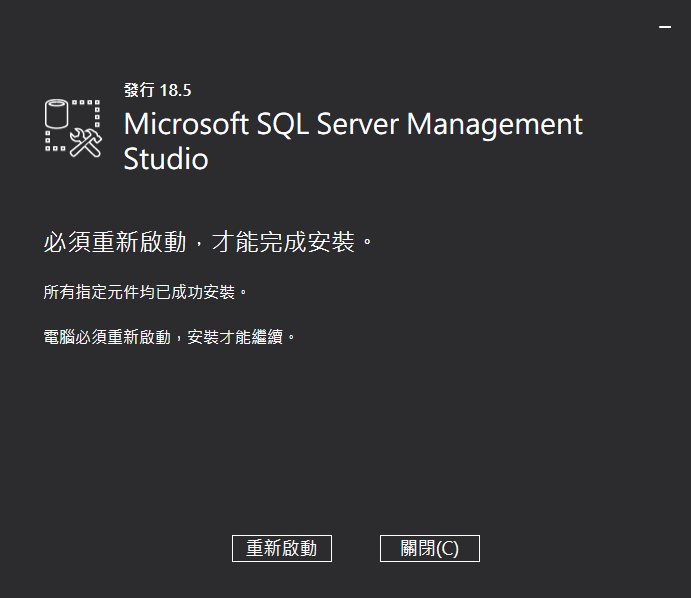 發行 18.5
Microsoft SQL Server Management
Studio
必須重新啟動，才能完成安裝。
所有指定元件均已成功安裝。
電腦必須重新啟動，安裝才能繼續。
重新啟動
關閉(C)